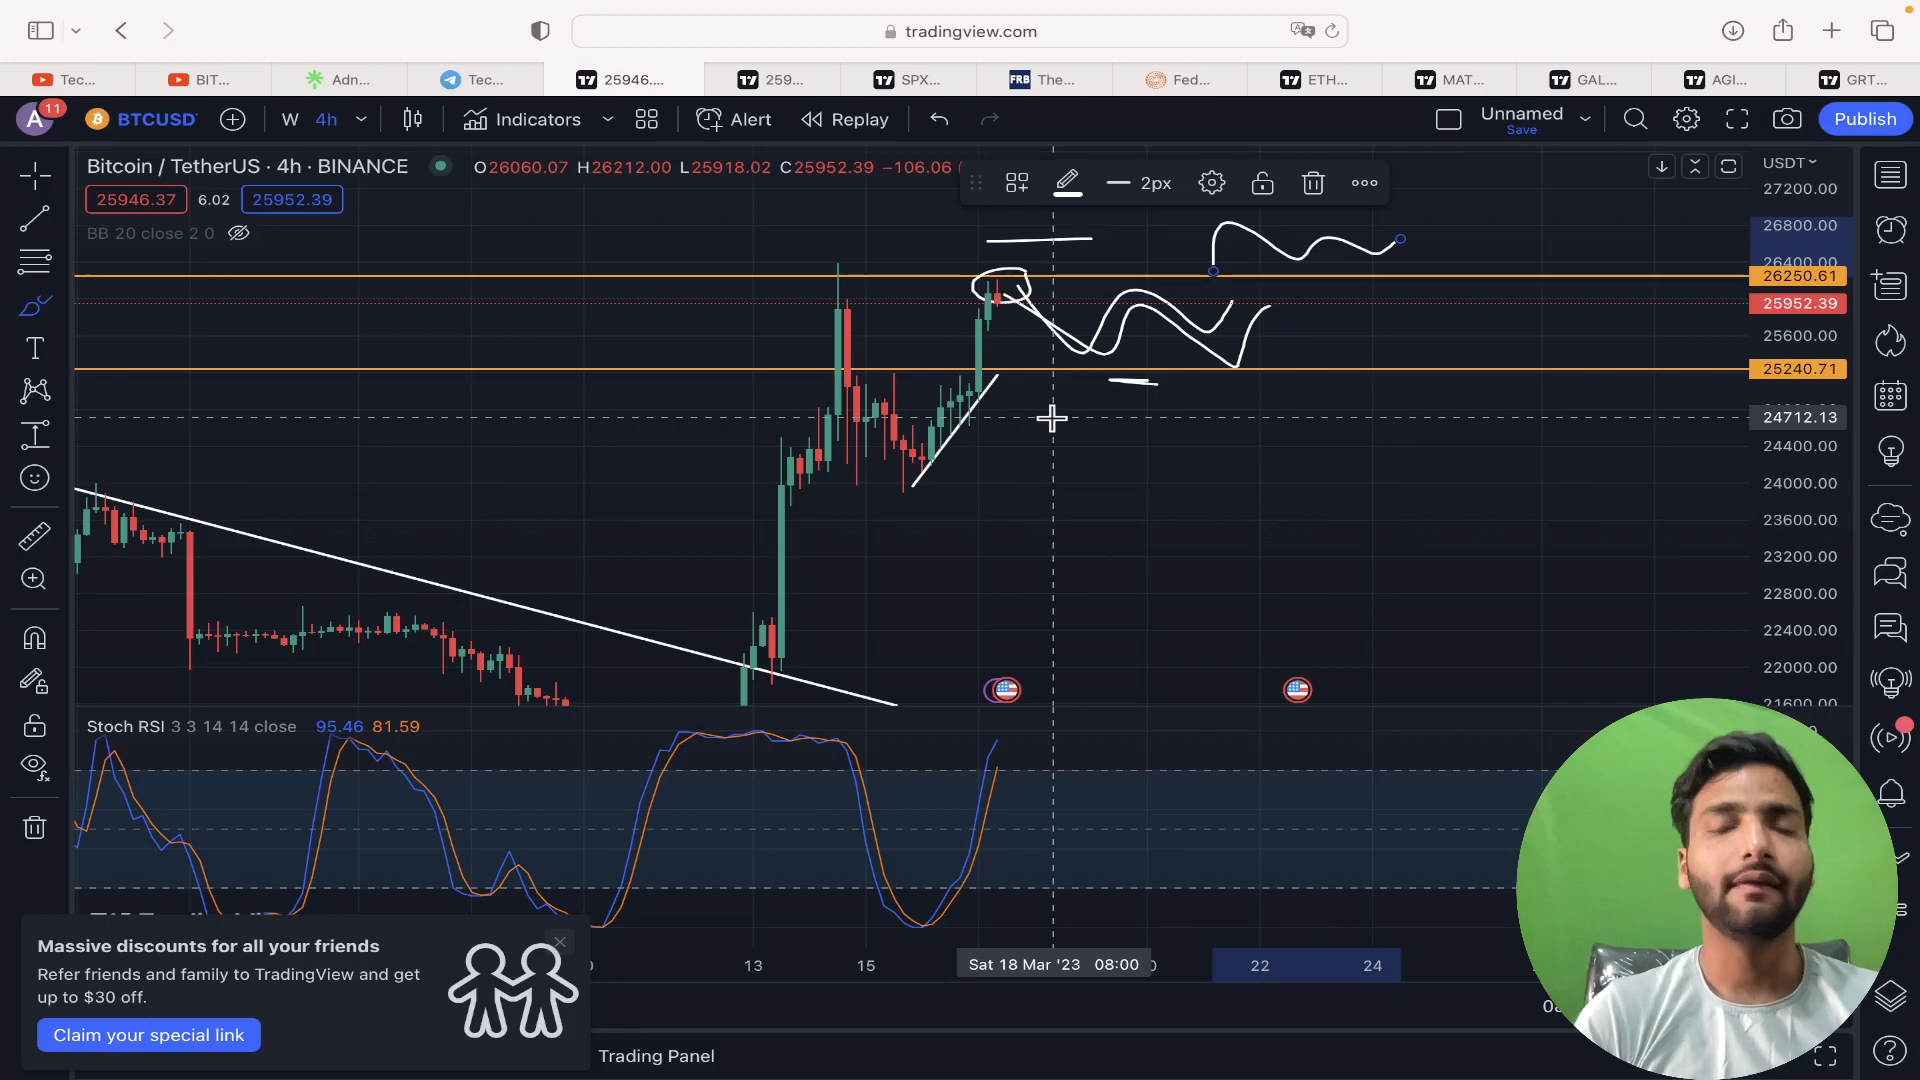 tradingview.com
Tec...
BIT...
Adn...
Tec...
25946....
259...
SPX...
FRB The...
Fed...
ETH...
MAT...
GAL...
AGI...
GRT...
A 11 BTCUSD W 4h Indicators Alert Replay Unnamed Save Publish
Bitcoin / TetherUS · 4h · BINANCE O26060.07 H26212.00 L25918.02 C25952.39 −106.06 (
25946.37 6.02 25952.39
BB 20 close 2 0
2px
USDT
27200.00
26800.00
26400.00
26250.61
25952.39
25600.00
25240.71
24712.13
24400.00
24000.00
23600.00
23200.00
22800.00
22400.00
22000.00
21600.00
Stoch RSI 3 3 14 14 close 95.46 81.59
13 15 Sat 18 Mar '23 08:00 22 24
Massive discounts for all your friends
Refer friends and family to TradingView and get
up to $30 off.
Claim your special link
Trading Panel